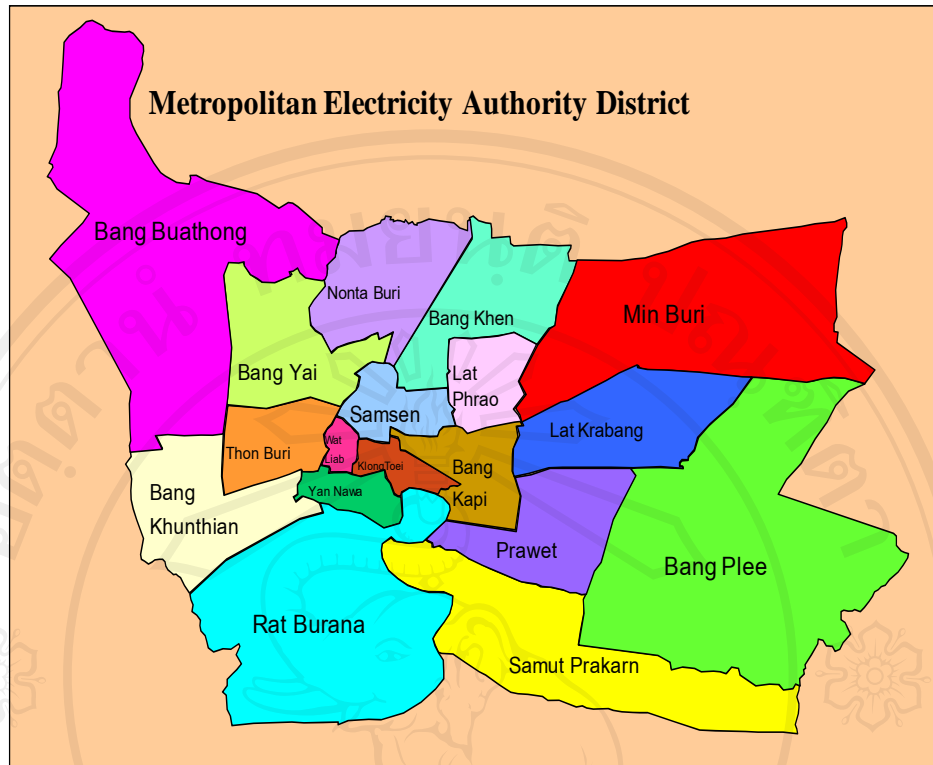 Metropolitan Electricity Authority District
Bang Buathong
Nonta Buri
Bang Khen
Min Buri
Bang Yai
Lat
Phrao
Samsen
Lat Krabang
Thon Buri
Wat
Liab
KlongToei
Bang
Kapi
Bang
Khunthian
Yan Nawa
Prawet
Bang Plee
Rat Burana
Samut Prakarn